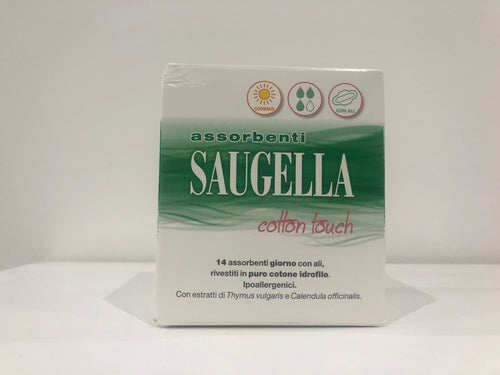 GIORNO
CON ALI
assorbenti
SAUGELLA
cotton touch
14 assorbenti giorno con ali,
rivestiti in puro cotone idrofilo.
Ipoallergenici.
Con estratti di Thymus vulgaris e Calendula officinalis.